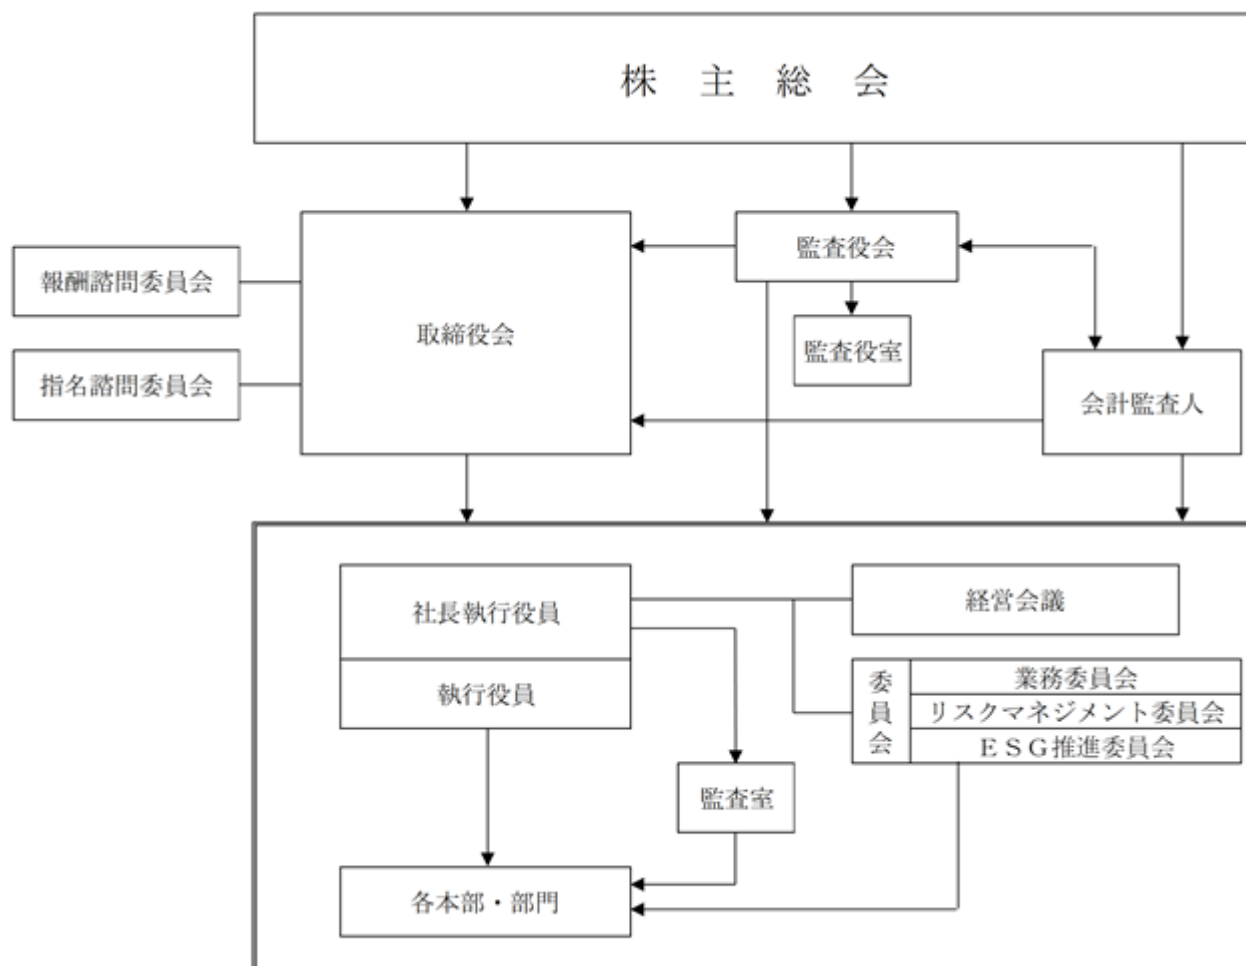 株主総会
監査役会
報酬諮問委員会
取締役会
監査役室
指名諮問委員会
会計監査人
社長執行役員
経営会議
執行役員
委員会
業務委員会
リスクマネジメント委員会
ESG推進委員会
監査室
各本部・部門